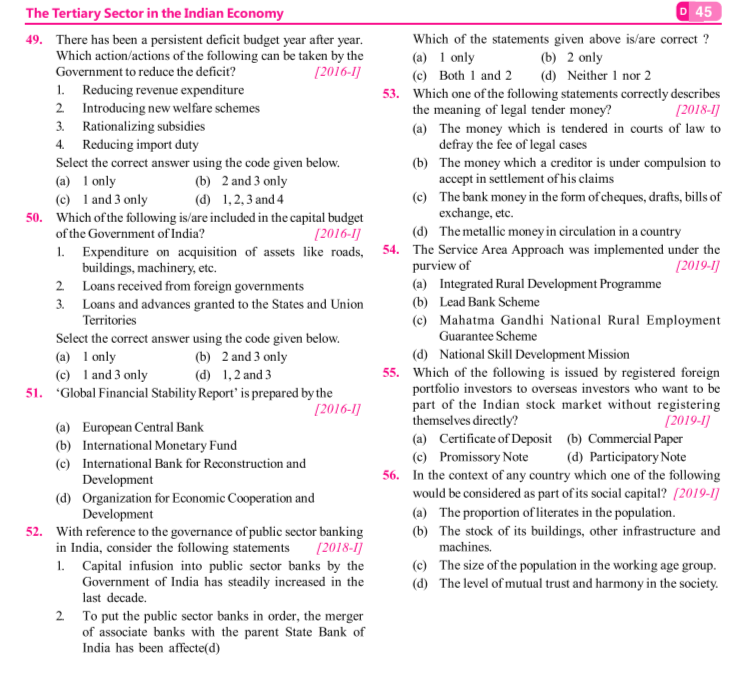 The Tertiary Sector in the Indian Economy
D 45
49. There has been a persistent deficit budget year after year.
Which action/actions of the following can be taken by the
Government to reduce the deficit? [2016-I]
1. Reducing revenue expenditure
2. Introducing new welfare schemes
3. Rationalizing subsidies
4. Reducing import duty
Select the correct answer using the code given below.
(a) 1 only (b) 2 and 3 only
(c) 1 and 3 only (d) 1, 2, 3 and 4
50. Which of the following is/are included in the capital budget
of the Government of India? [2016-I]
1. Expenditure on acquisition of assets like roads,
buildings, machinery, etc.
2. Loans received from foreign governments
3. Loans and advances granted to the States and Union
Territories
Select the correct answer using the code given below.
(a) 1 only (b) 2 and 3 only
(c) 1 and 3 only (d) 1, 2 and 3
51. ‘Global Financial Stability Report’ is prepared by the
[2016-I]
(a) European Central Bank
(b) International Monetary Fund
(c) International Bank for Reconstruction and
Development
(d) Organization for Economic Cooperation and
Development
52. With reference to the governance of public sector banking
in India, consider the following statements [2018-I]
1. Capital infusion into public sector banks by the
Government of India has steadily increased in the
last decade.
2. To put the public sector banks in order, the merger
of associate banks with the parent State Bank of
India has been affecte(d)
Which of the statements given above is/are correct ?
(a) 1 only (b) 2 only
(c) Both 1 and 2 (d) Neither 1 nor 2
53. Which one of the following statements correctly describes
the meaning of legal tender money? [2018-I]
(a) The money which is tendered in courts of law to
defray the fee of legal cases
(b) The money which a creditor is under compulsion to
accept in settlement of his claims
(c) The bank money in the form of cheques, drafts, bills of
exchange, etc.
(d) The metallic money in circulation in a country
54. The Service Area Approach was implemented under the
purview of [2019-I]
(a) Integrated Rural Development Programme
(b) Lead Bank Scheme
(c) Mahatma Gandhi National Rural Employment
Guarantee Scheme
(d) National Skill Development Mission
55. Which of the following is issued by registered foreign
portfolio investors to overseas investors who want to be
part of the Indian stock market without registering
themselves directly? [2019-I]
(a) Certificate of Deposit (b) Commercial Paper
(c) Promissory Note (d) Participatory Note
56. In the context of any country which one of the following
would be considered as part of its social capital? [2019-I]
(a) The proportion of literates in the population.
(b) The stock of its buildings, other infrastructure and
machines.
(c) The size of the population in the working age group.
(d) The level of mutual trust and harmony in the society.